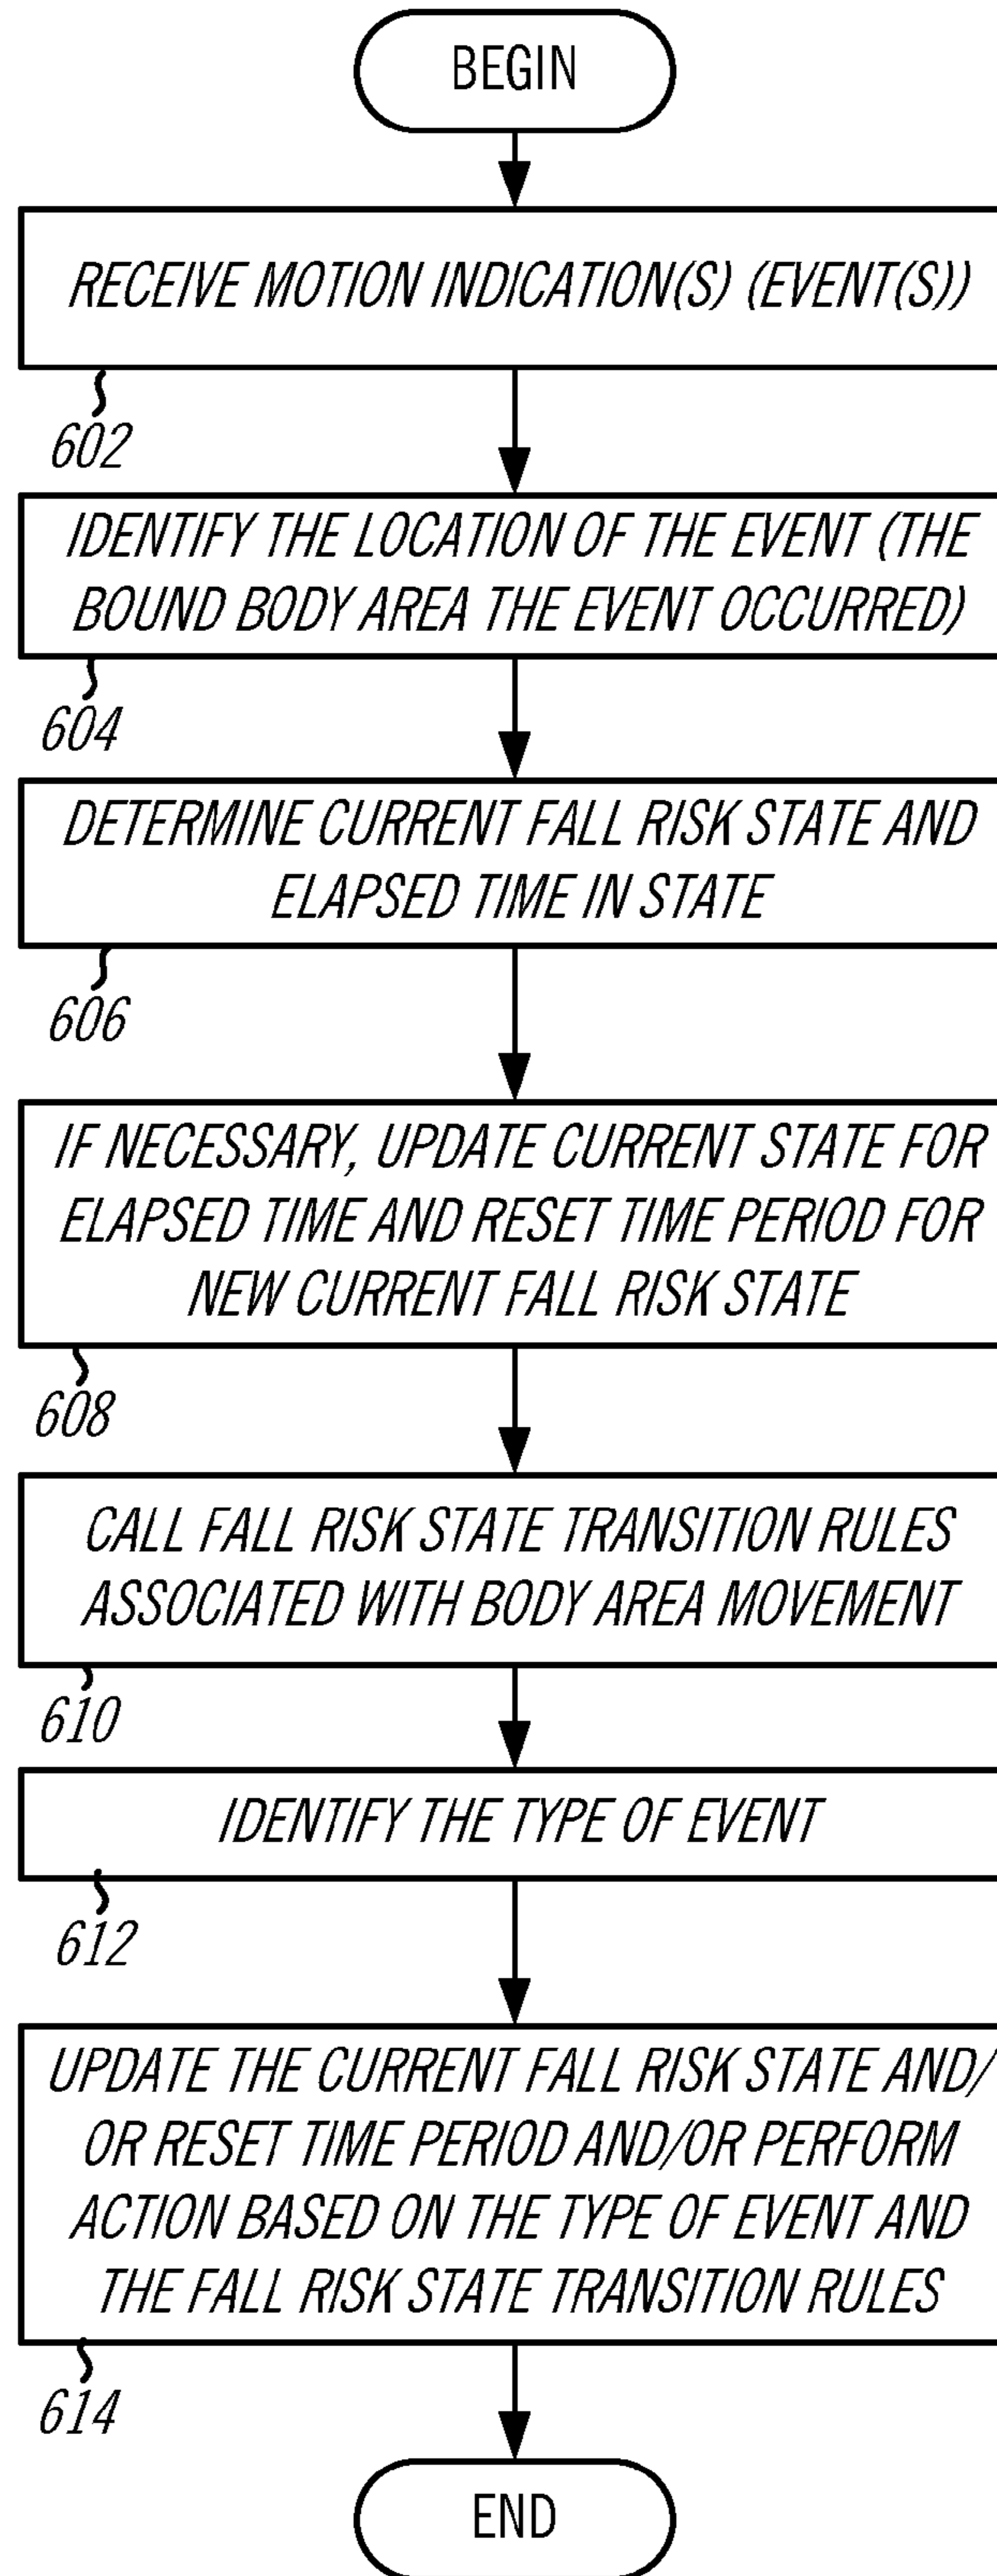 BEGIN
RECEIVE MOTION INDICATION(S) (EVENT(S))
602
IDENTIFY THE LOCATION OF THE EVENT (THE
BOUND BODY AREA THE EVENT OCCURRED)
604
DETERMINE CURRENT FALL RISK STATE AND
ELAPSED TIME IN STATE
606
IF NECESSARY, UPDATE CURRENT STATE FOR
ELAPSED TIME AND RESET TIME PERIOD FOR
NEW CURRENT FALL RISK STATE
608
CALL FALL RISK STATE TRANSITION RULES
ASSOCIATED WITH BODY AREA MOVEMENT
610
IDENTIFY THE TYPE OF EVENT
612
UPDATE THE CURRENT FALL RISK STATE AND/
OR RESET TIME PERIOD AND/OR PERFORM
ACTION BASED ON THE TYPE OF EVENT AND
THE FALL RISK STATE TRANSITION RULES
614
END